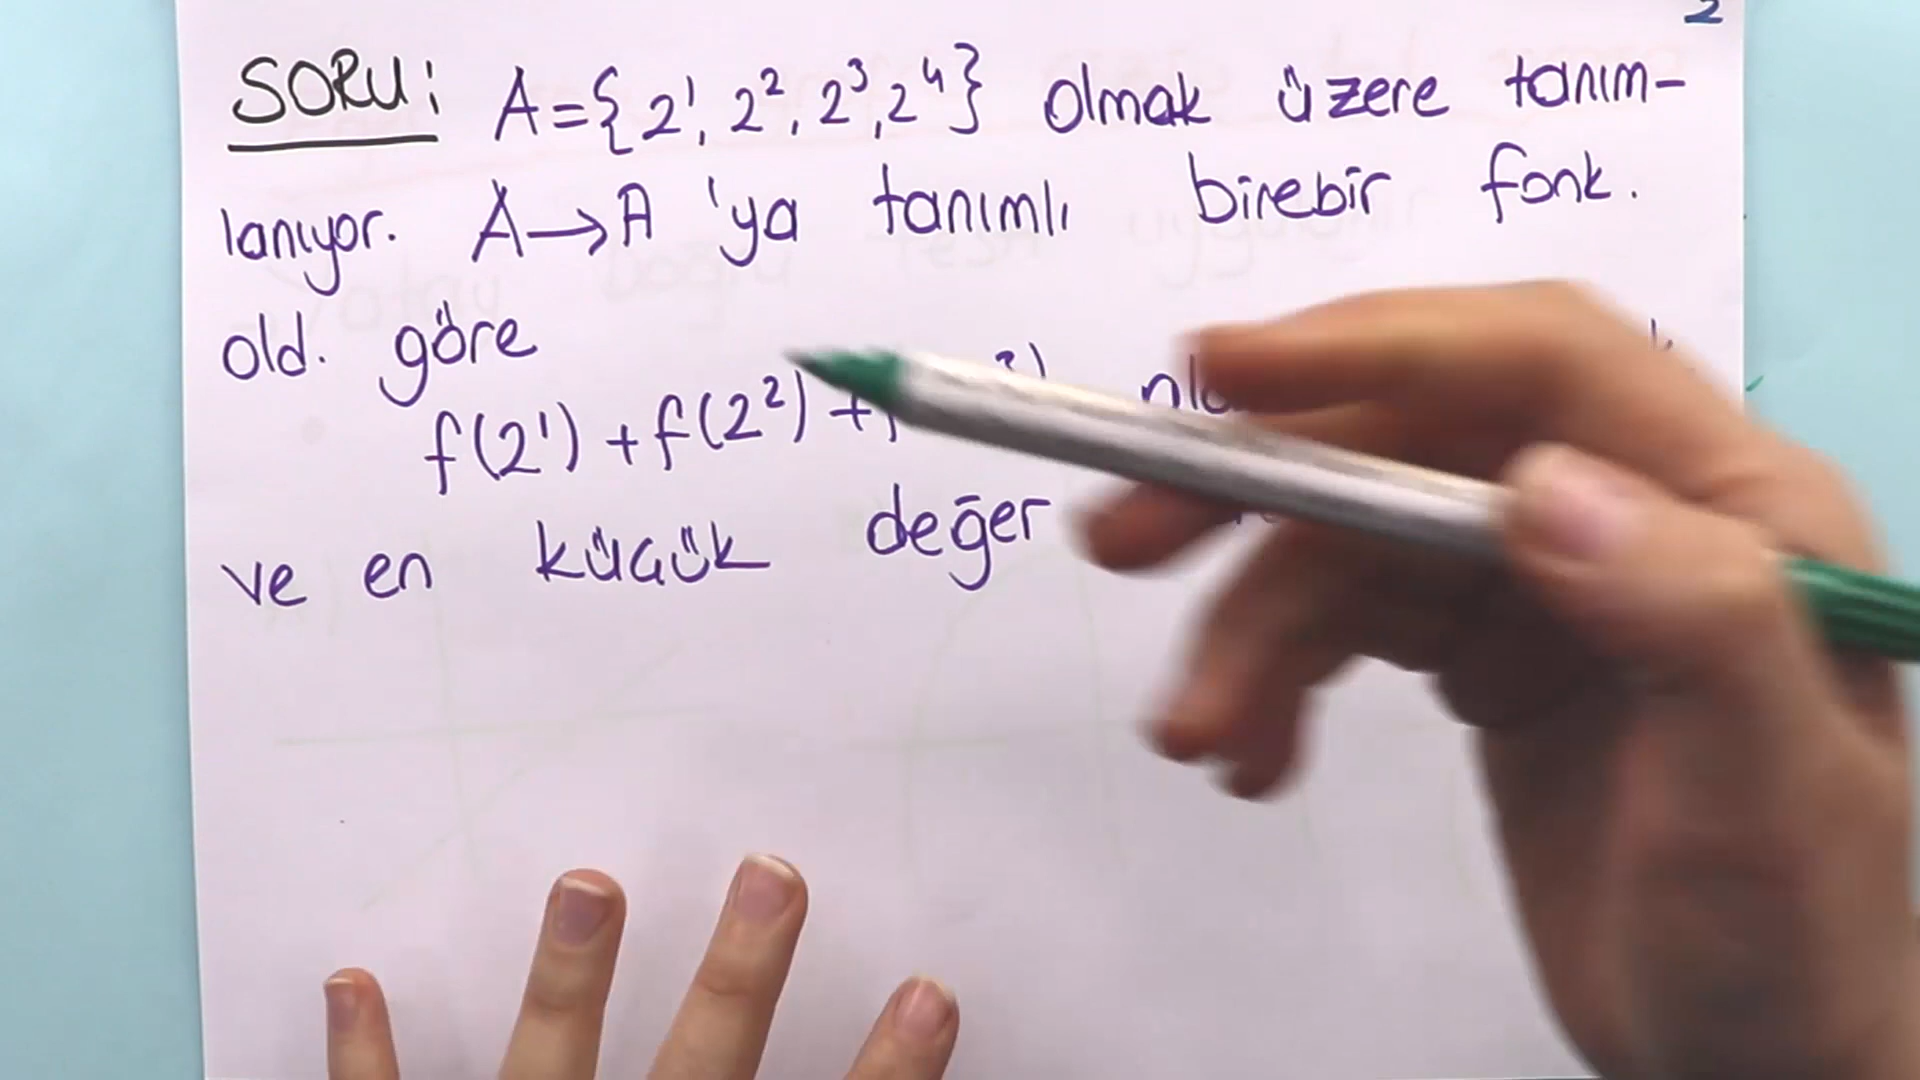 2
SORU: A={2¹, 2², 2³, 2⁴} olmak üzere tanım-
lanıyor. A→A 'ya tanımlı birebir fonk.
old. göre
f(2¹) + f(2²) +
ve en küçük değer